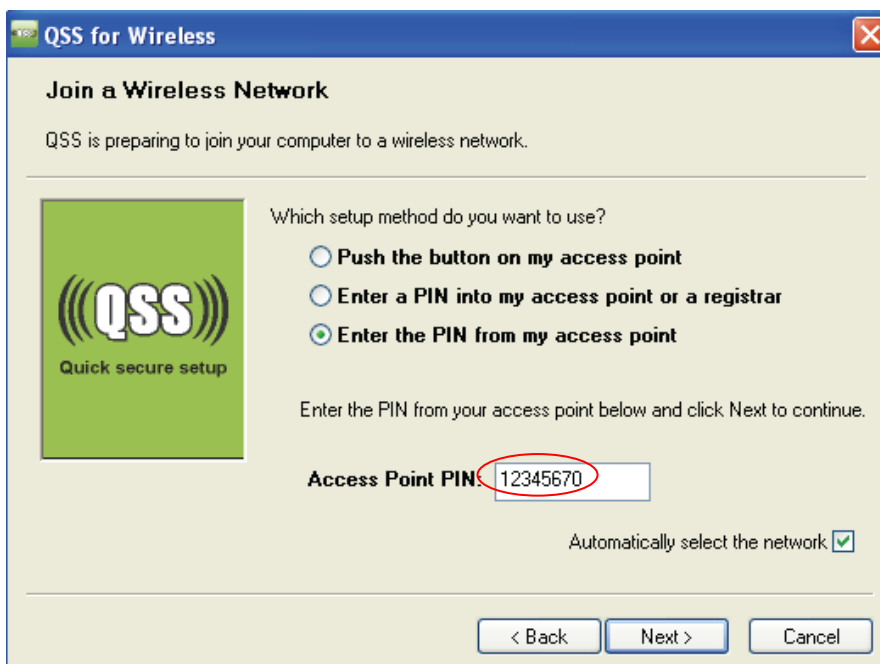 QSS for Wireless
Join a Wireless Network
QSS is preparing to join your computer to a wireless network.
Which setup method do you want to use?
Push the button on my access point
Enter a PIN into my access point or a registrar
Enter the PIN from my access point
(((QSS)))
Quick secure setup
Enter the PIN from your access point below and click Next to continue.
Access Point PIN: 12345670
Automatically select the network
< Back Next > Cancel